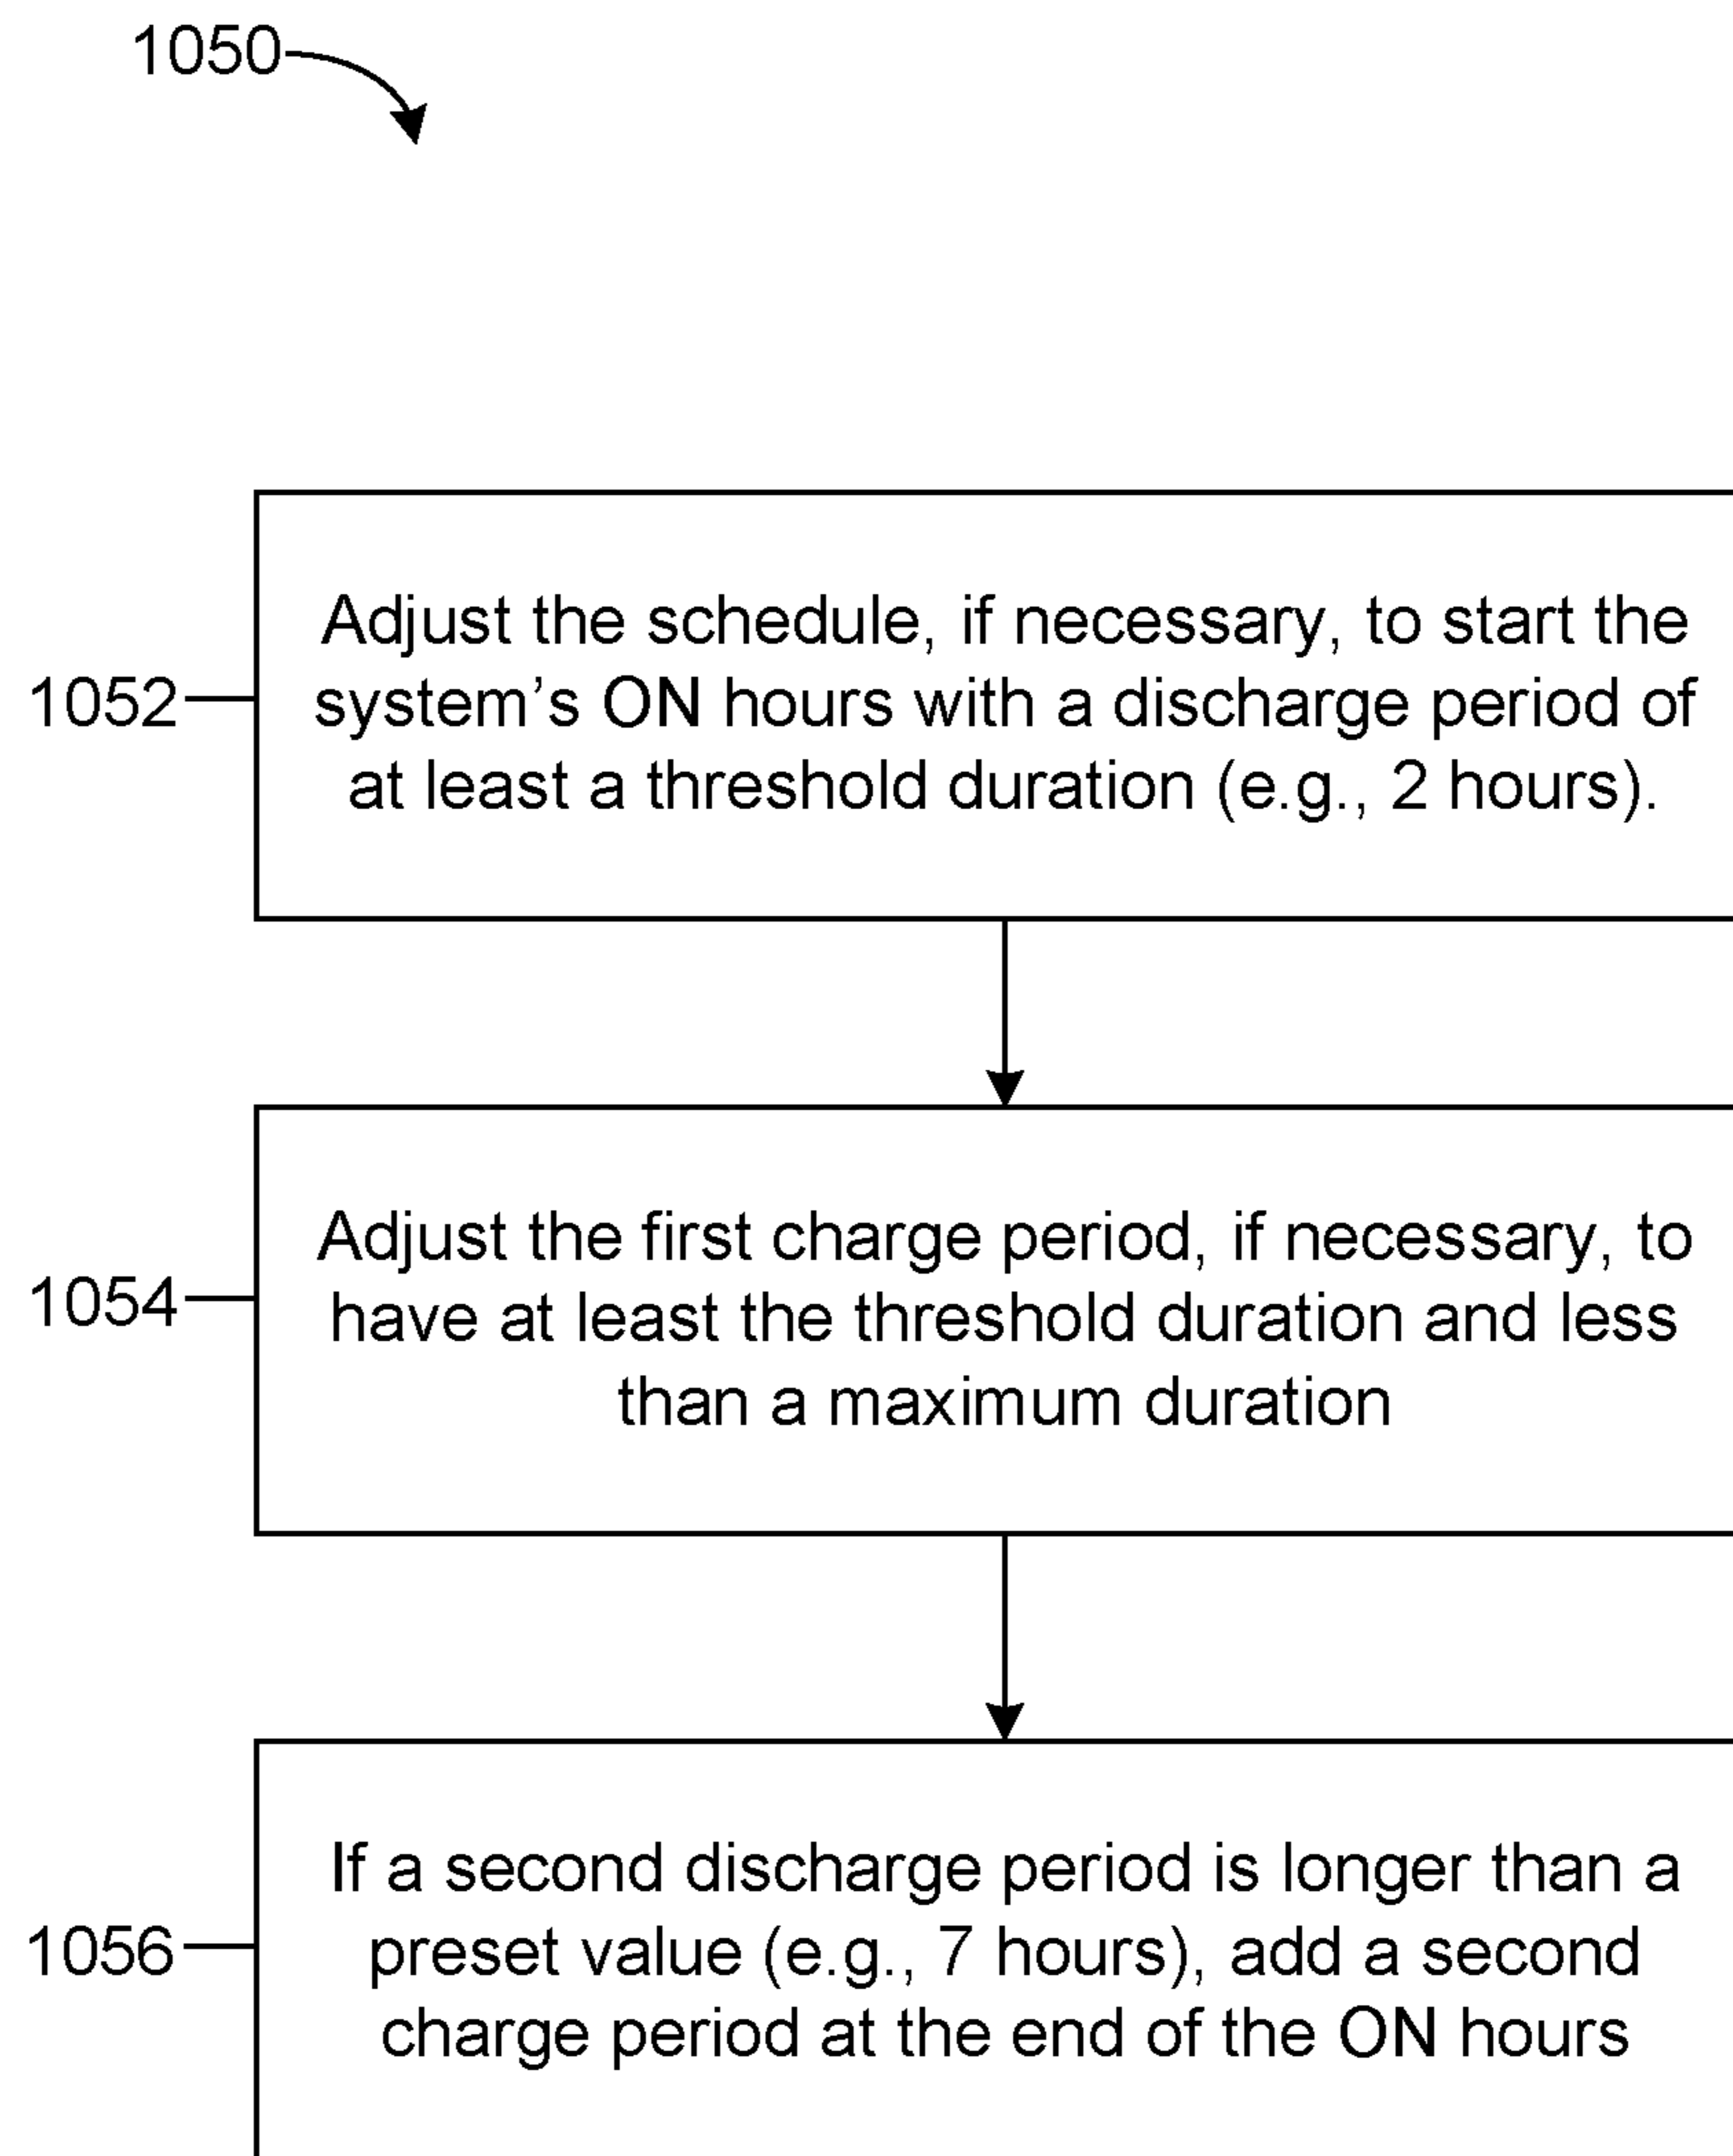 1050
1052
Adjust the schedule, if necessary, to start the
system’s ON hours with a discharge period of
at least a threshold duration (e.g., 2 hours).
1054
Adjust the first charge period, if necessary, to
have at least the threshold duration and less
than a maximum duration
1056
If a second discharge period is longer than a
preset value (e.g., 7 hours), add a second
charge period at the end of the ON hours